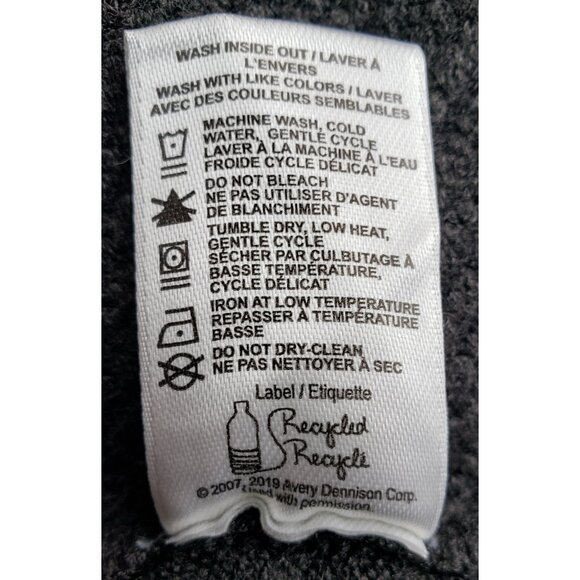 WASH INSIDE OUT / LAVER À
L'ENVERS
WASH WITH LIKE COLORS / LAVER
AVEC DES COULEURS SEMBLABLES
MACHINE WASH, COLD
WATER, GENTLE CYCLE
LAVER À LA MACHINE À L'EAU
FROIDE CYCLE DÉLICAT
DO NOT BLEACH
NE PAS UTILISER D'AGENT
DE BLANCHIMENT
TUMBLE DRY, LOW HEAT,
GENTLE CYCLE
SÉCHER PAR CULBUTAGE À
BASSE TEMPÉRATURE,
CYCLE DÉLICAT
IRON AT LOW TEMPERATURE
REPASSER À TEMPÉRATURE
BASSE
DO NOT DRY-CLEAN
NE PAS NETTOYER À SEC
Label / Etiquette
Recycled
Recyclé
© 2007, 2019 Avery Dennison Corp.
Used with permission.